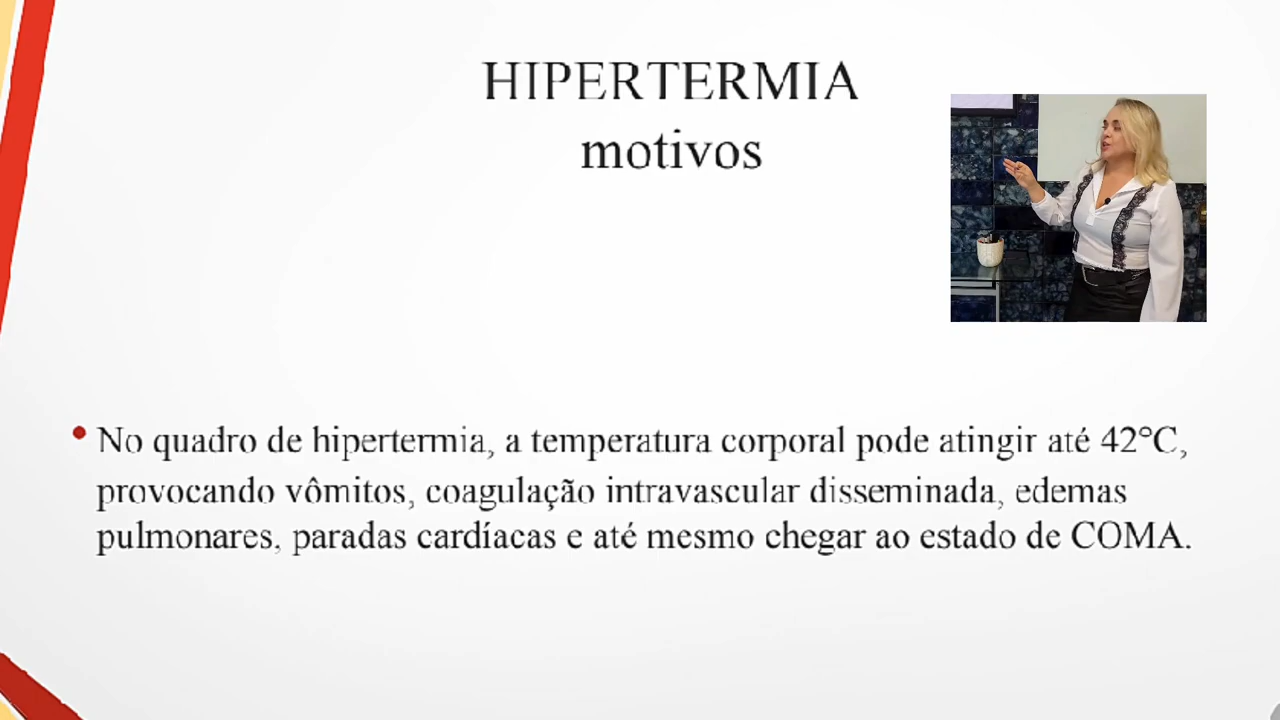 HIPERTERMIA
motivos
No quadro de hipertermia, a temperatura corporal pode atingir até 42°C,
provocando vômitos, coagulação intravascular disseminada, edemas
pulmonares, paradas cardíacas e até mesmo chegar ao estado de COMA.